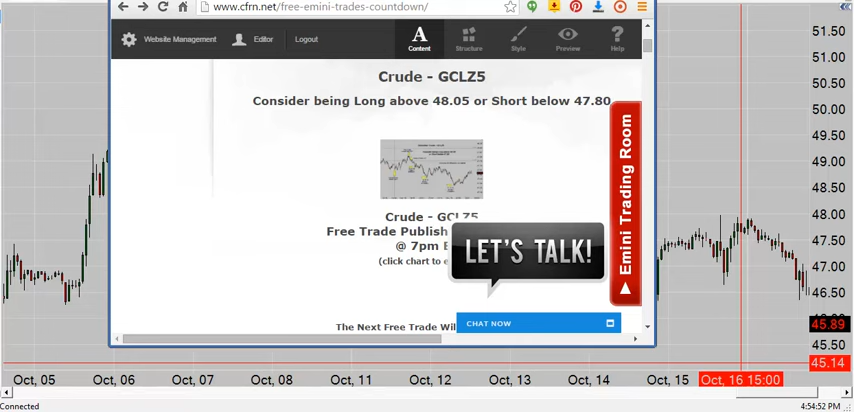 www.cfrn.net/free-emini-trades-countdown/
Website Management
Editor
Logout
Content
Structure
Style
Preview
Help
Crude - GCLZ5
Consider being Long above 48.05 or Short below 47.80
Crude - GCLZ5
Free Trade Publish
@ 7pm
(click chart to
LET'S TALK!
Emini Trading Room
The Next Free Trade Wil
CHAT NOW
51.50
51.00
50.50
50.00
49.50
49.00
48.50
48.00
47.50
47.00
46.50
45.89
45.50
45.14
Oct, 05
Oct, 06
Oct, 07
Oct, 08
Oct, 11
Oct, 12
Oct, 13
Oct, 14
Oct, 15
Oct, 16 15:00
Connected
4:54:52 PM